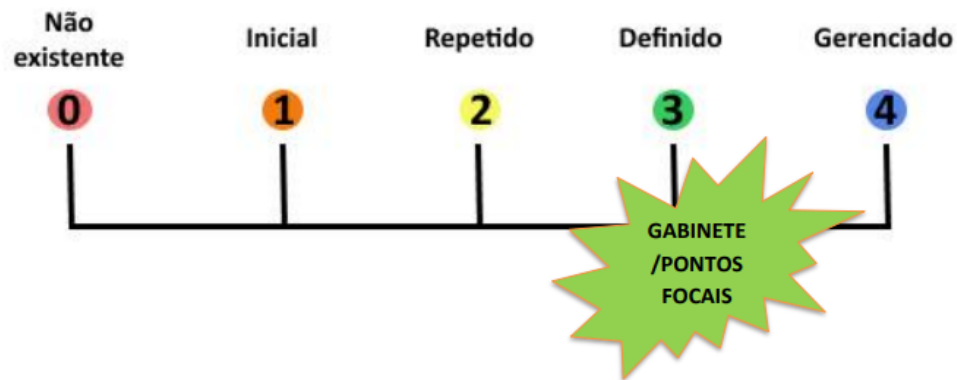 Não
existente
Inicial
Repetido
Definido
Gerenciado
0
1
2
3
4
GABINETE
/PONTOS
FOCAIS